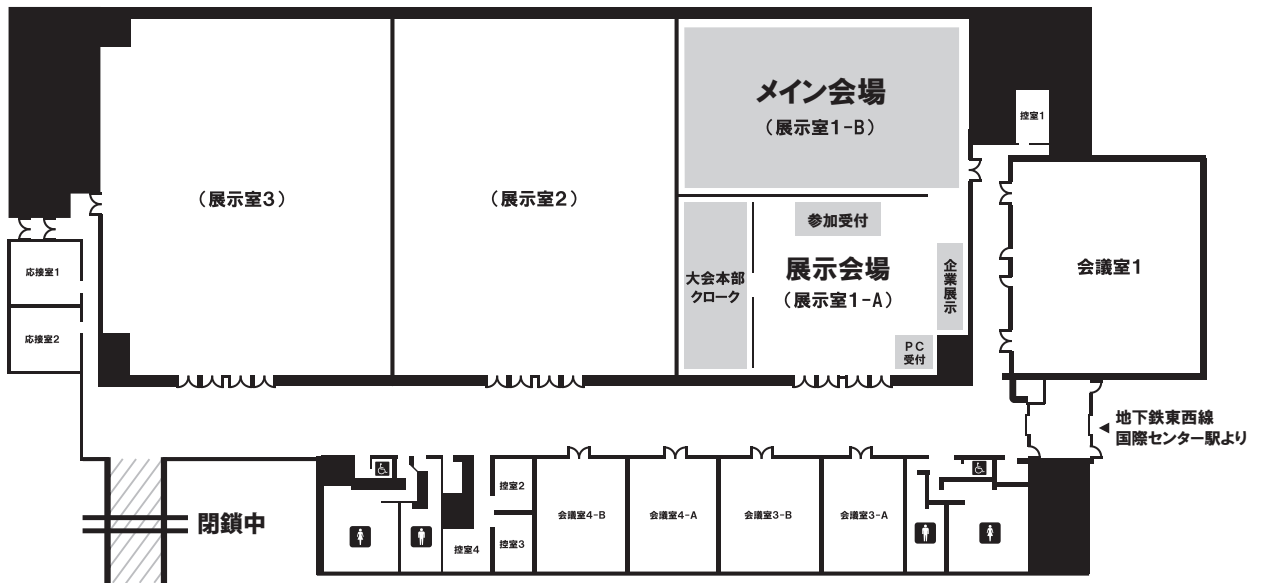 メイン会場
（展示室1-B）
控室1
（展示室3）
（展示室2）
参加受付
大会本部
クローク
展示会場
（展示室1-A）
企業展示
PC
受付
会議室1
応接室1
応接室2
地下鉄東西線
国際センター駅より
閉鎖中
控室2
控室3
控室4
会議室4-B
会議室4-A
会議室3-B
会議室3-A